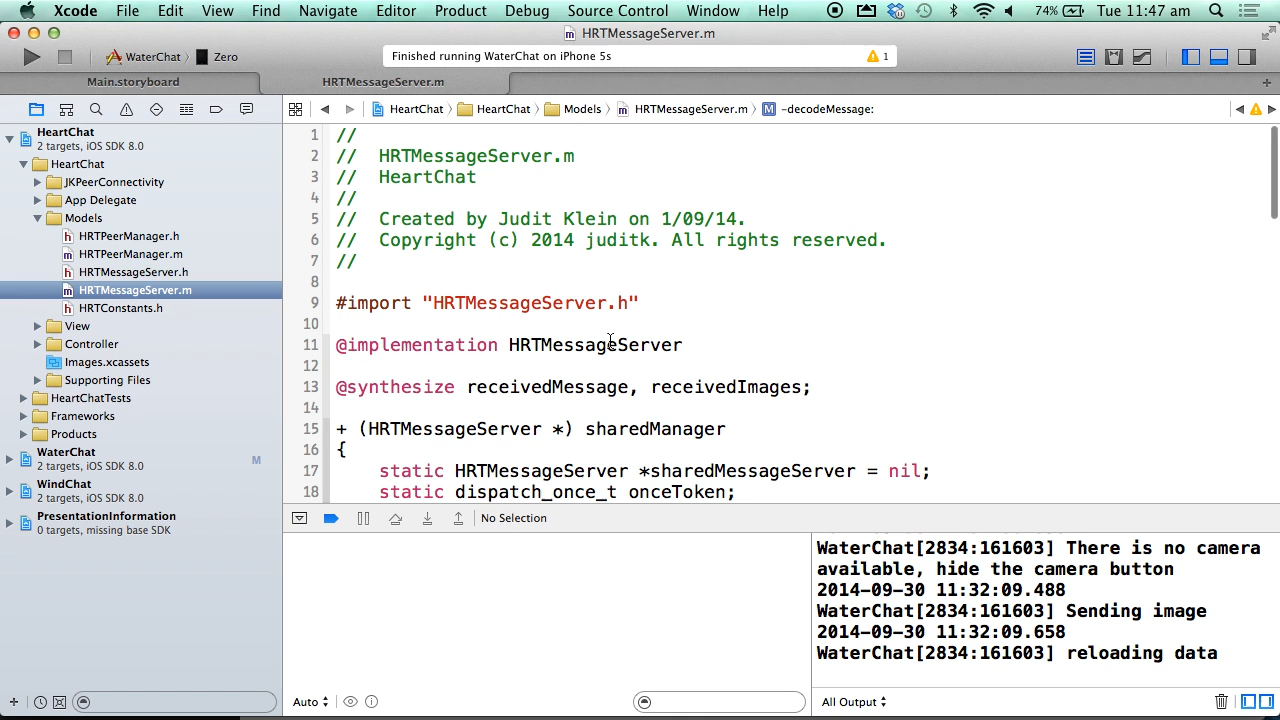 Xcode File Edit View Find Navigate Editor Product Debug Source Control Window Help 74% Tue 11:47 am
HRTMessageServer.m
WaterChat Zero
Finished running WaterChat on iPhone 5s 1
Main.storyboard
HRTMessageServer.m
HeartChat HeartChat Models HRTMessageServer.m M -decodeMessage:
HeartChat
2 targets, iOS SDK 8.0
HeartChat
JKPeerConnectivity
App Delegate
Models
h HRTPeerManager.h
m HRTPeerManager.m
h HRTMessageServer.h
m HRTMessageServer.m
h HRTConstants.h
View
Controller
Images.xcassets
Supporting Files
HeartChatTests
Frameworks
Products
WaterChat M
2 targets, iOS SDK 8.0
WindChat
2 targets, iOS SDK 8.0
PresentationInformation
0 targets, missing base SDK
1 //
2 // HRTMessageServer.m
3 // HeartChat
4 //
5 // Created by Judit Klein on 1/09/14.
6 // Copyright (c) 2014 juditk. All rights reserved.
7 //
8
9 #import "HRTMessageServer.h"
10
11 @implementation HRTMessageServer
12
13 @synthesize receivedMessage, receivedImages;
14
15 + (HRTMessageServer *) sharedManager
16 {
17 static HRTMessageServer *sharedMessageServer = nil;
18 static dispatch_once_t onceToken;
No Selection
WaterChat[2834:161603] There is no camera
available, hide the camera button
2014-09-30 11:32:09.488
WaterChat[2834:161603] Sending image
2014-09-30 11:32:09.658
WaterChat[2834:161603] reloading data
Auto
All Output